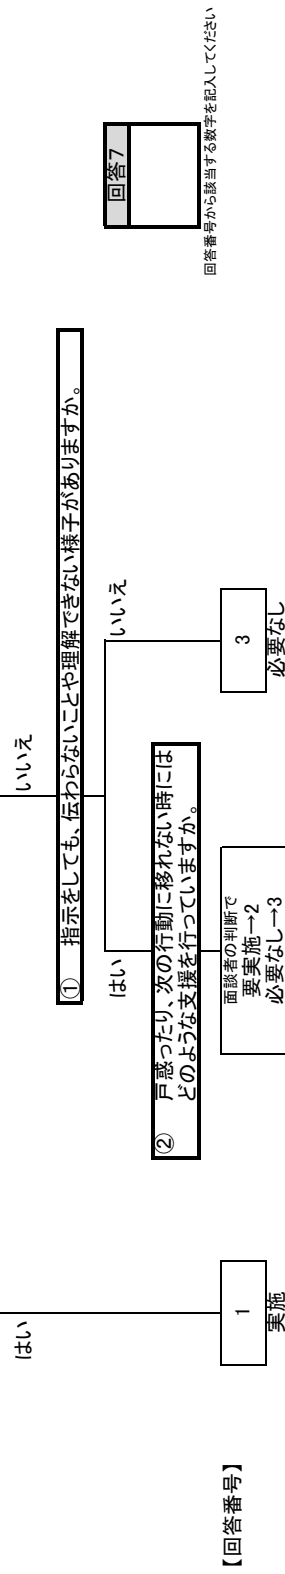 はい
いいえ
① 指示をしても、伝わらないことや理解できない様子がありますか。
はい
いいえ
② 戸惑ったり、次の行動に移れない時には
どのような支援を行っていますか。
【回答番号】
1
実施
面談者の判断で
要実施→2
必要なし→3
3
必要なし
回答7
回答番号から該当する数字を記入してください